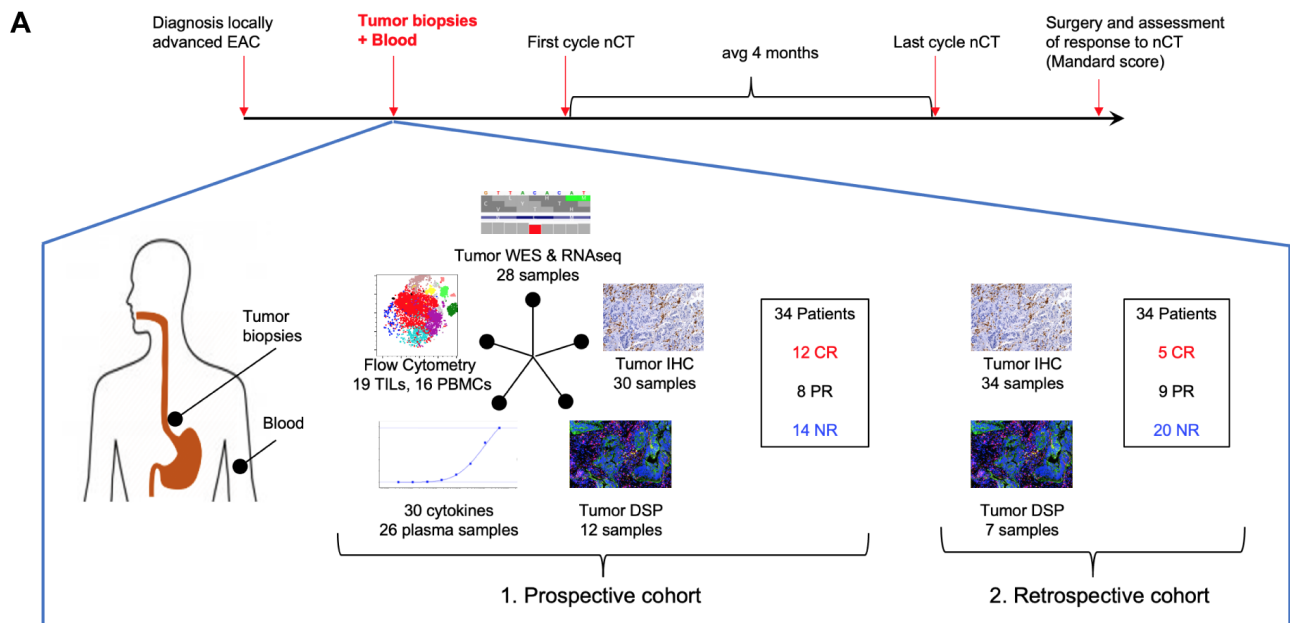 A
Diagnosis locally
advanced EAC
Tumor biopsies
+ Blood
First cycle nCT
avg 4 months
Last cycle nCT
Surgery and assessment
of response to nCT
(Mandard score)
Tumor
biopsies
Blood
G T T A C A C A T
Tumor WES & RNAseq
28 samples
Flow Cytometry
19 TILs, 16 PBMCs
Tumor IHC
30 samples
30 cytokines
26 plasma samples
Tumor DSP
12 samples
34 Patients
12 CR
8 PR
14 NR
1. Prospective cohort
Tumor IHC
34 samples
Tumor DSP
7 samples
34 Patients
5 CR
9 PR
20 NR
2. Retrospective cohort